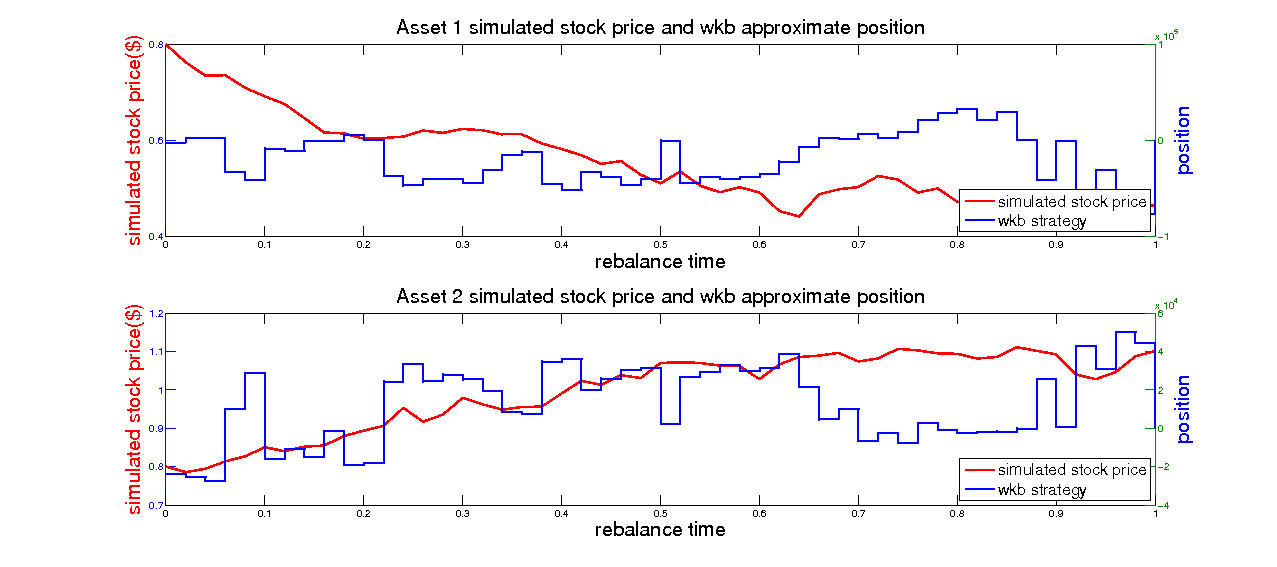 Asset 1 simulated stock price and wkb approximate position
x 10^5
simulated stock price($)
0.8
0.6
0.4
1
0
-1
position
simulated stock price
wkb strategy
0 0.1 0.2 0.3 0.4 0.5 0.6 0.7 0.8 0.9 1
rebalance time
Asset 2 simulated stock price and wkb approximate position
x 10^4
simulated stock price($)
1.2
1.1
1
0.9
0.8
0.7
6
4
2
0
-2
-4
position
simulated stock price
wkb strategy
0 0.1 0.2 0.3 0.4 0.5 0.6 0.7 0.8 0.9 1
rebalance time